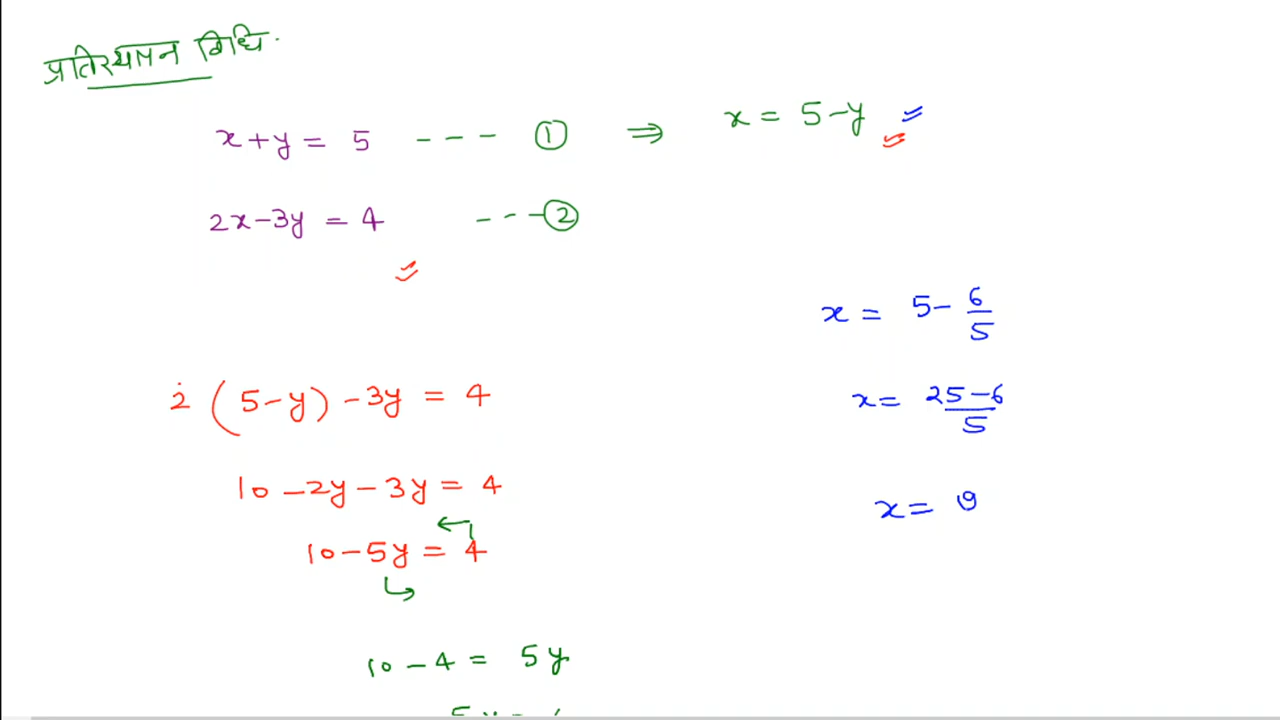 प्रतिस्थापन विधि.
x + y = 5 - - - ① ⇒ x = 5 - y
2x - 3y = 4 - - - ②
2 (5 - y) - 3y = 4
10 - 2y - 3y = 4
10 - 5y = 4
10 - 4 = 5y
x = 5 - 6/5
x = 25 - 6/5
x = 9